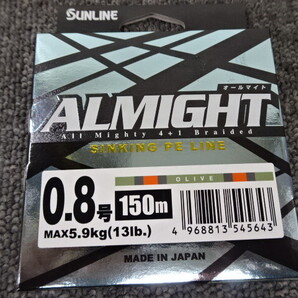 SUNLINE
ALMIGHT
オールマイト
All Mighty 4+1 Braided
SINKING PE LINE
OLIVE
0.8号 150m
MAX5.9kg(13lb.)
4 968813 545643
MADE IN JAPAN